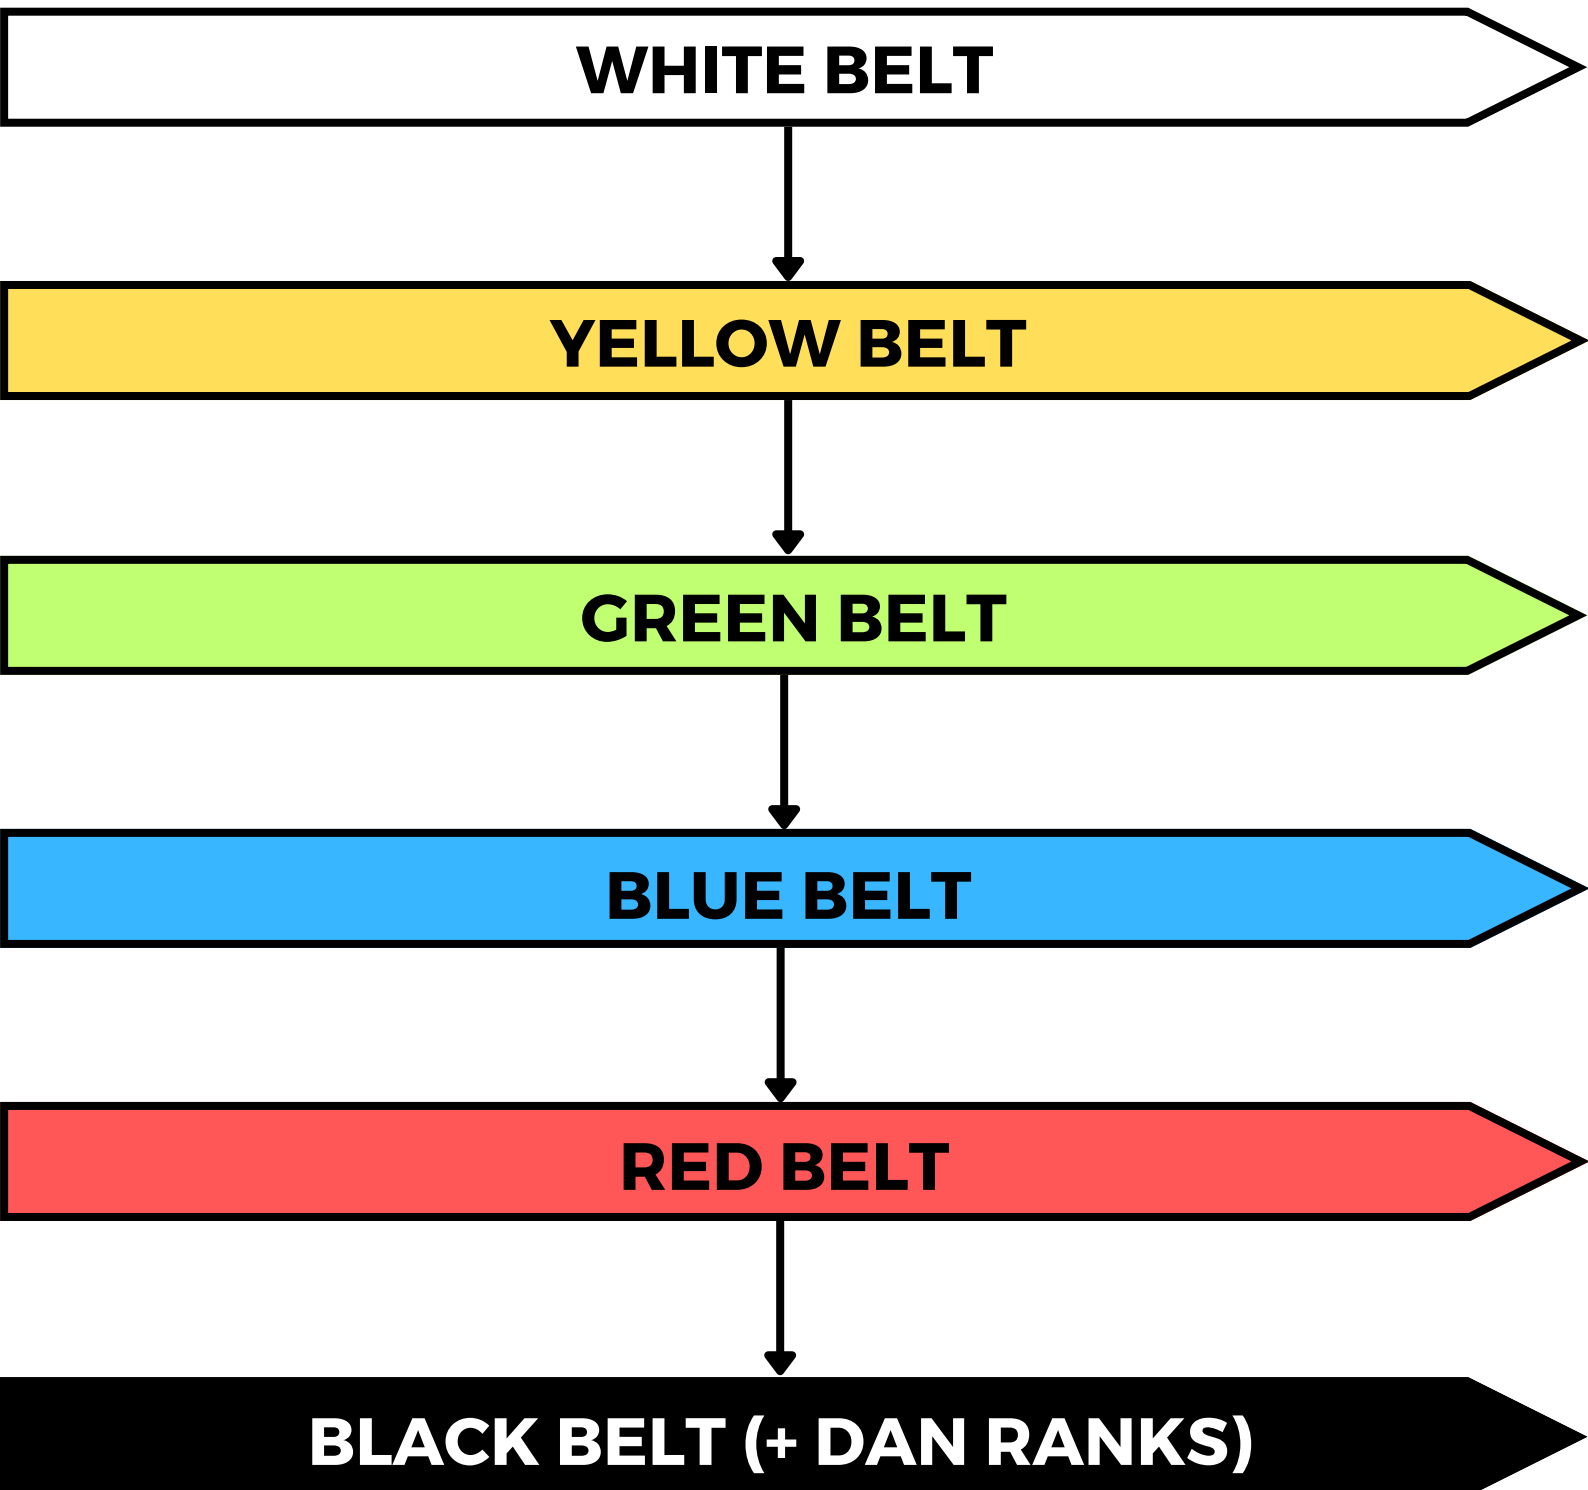 WHITE BELT
YELLOW BELT
GREEN BELT
BLUE BELT
RED BELT
BLACK BELT (+ DAN RANKS)